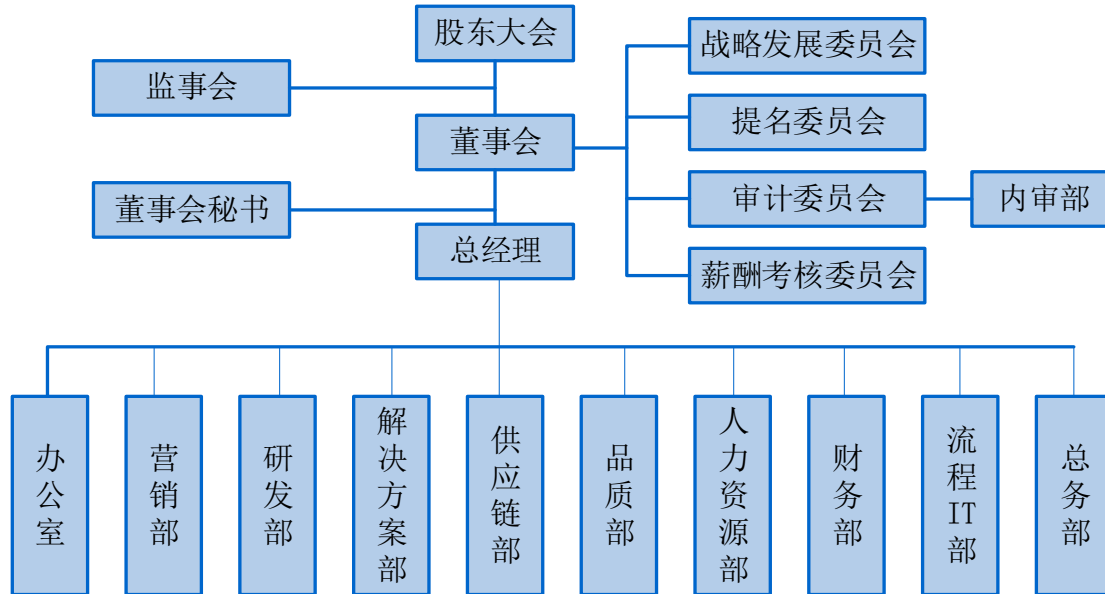 股东大会
战略发展委员会
监事会
提名委员会
董事会
审计委员会
内审部
董事会秘书
总经理
薪酬考核委员会
办公室
营销部
研发部
解决方案部
供应链部
品质部
人力资源部
财务部
流程IT部
总务部